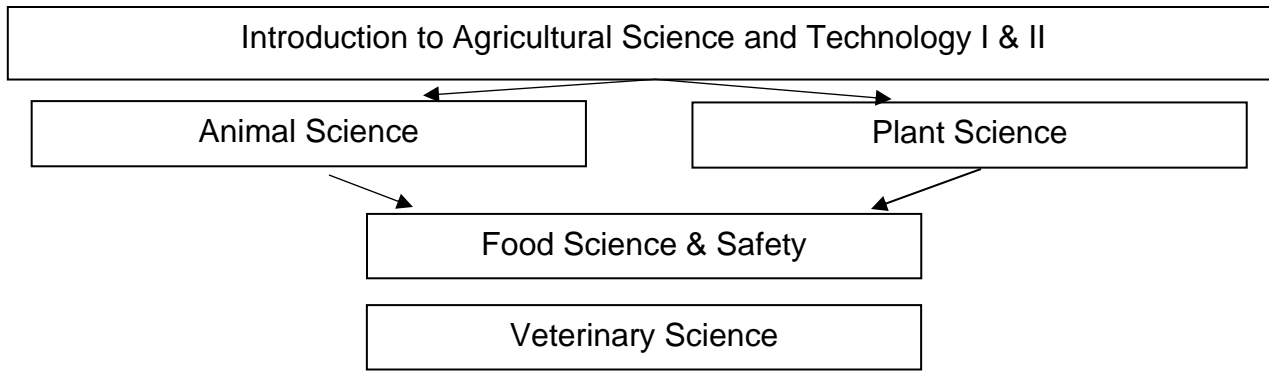 Introduction to Agricultural Science and Technology I & II
Animal Science
Plant Science
Food Science & Safety
Veterinary Science